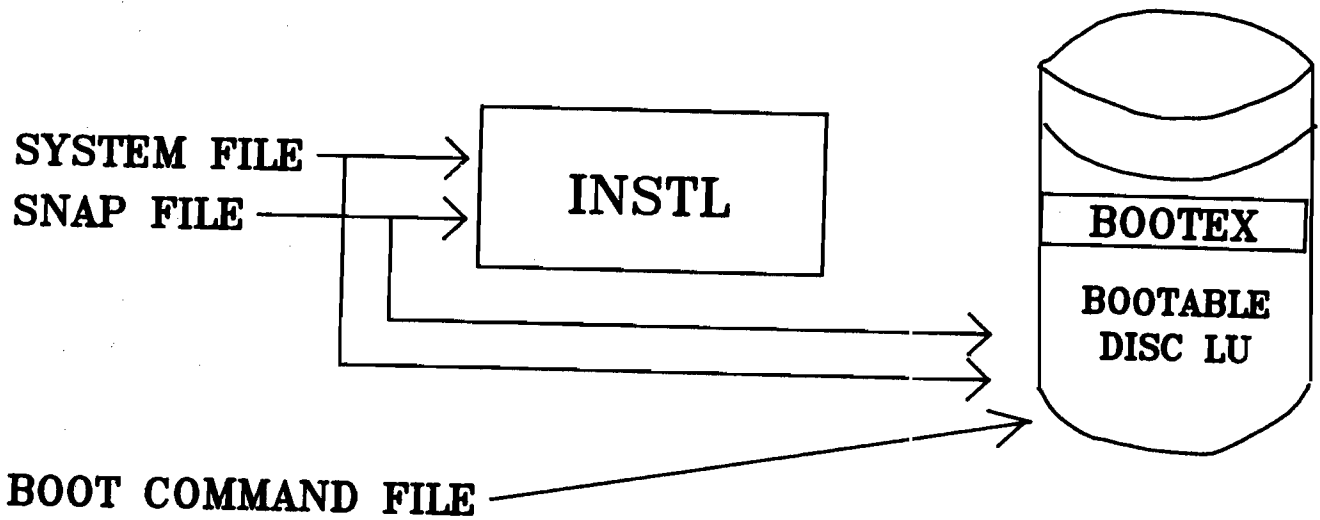 SYSTEM FILE
SNAP FILE
INSTL
BOOTEX
BOOTABLE
DISC LU
BOOT COMMAND FILE